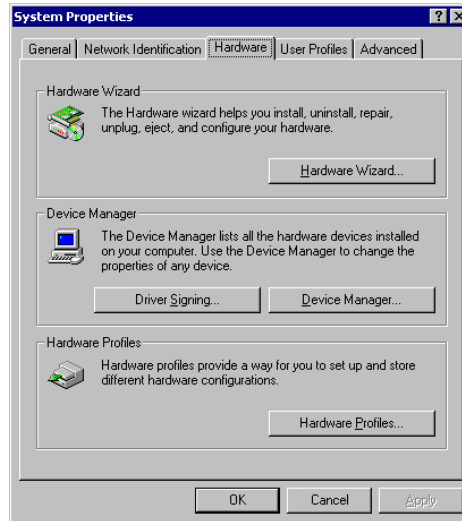 System Properties
General Network Identification Hardware User Profiles Advanced
Hardware Wizard
The Hardware wizard helps you install, uninstall, repair,
unplug, eject, and configure your hardware.
Hardware Wizard...
Device Manager
The Device Manager lists all the hardware devices installed
on your computer. Use the Device Manager to change the
properties of any device.
Driver Signing... Device Manager...
Hardware Profiles
Hardware profiles provide a way for you to set up and store
different hardware configurations.
Hardware Profiles...
OK Cancel Apply